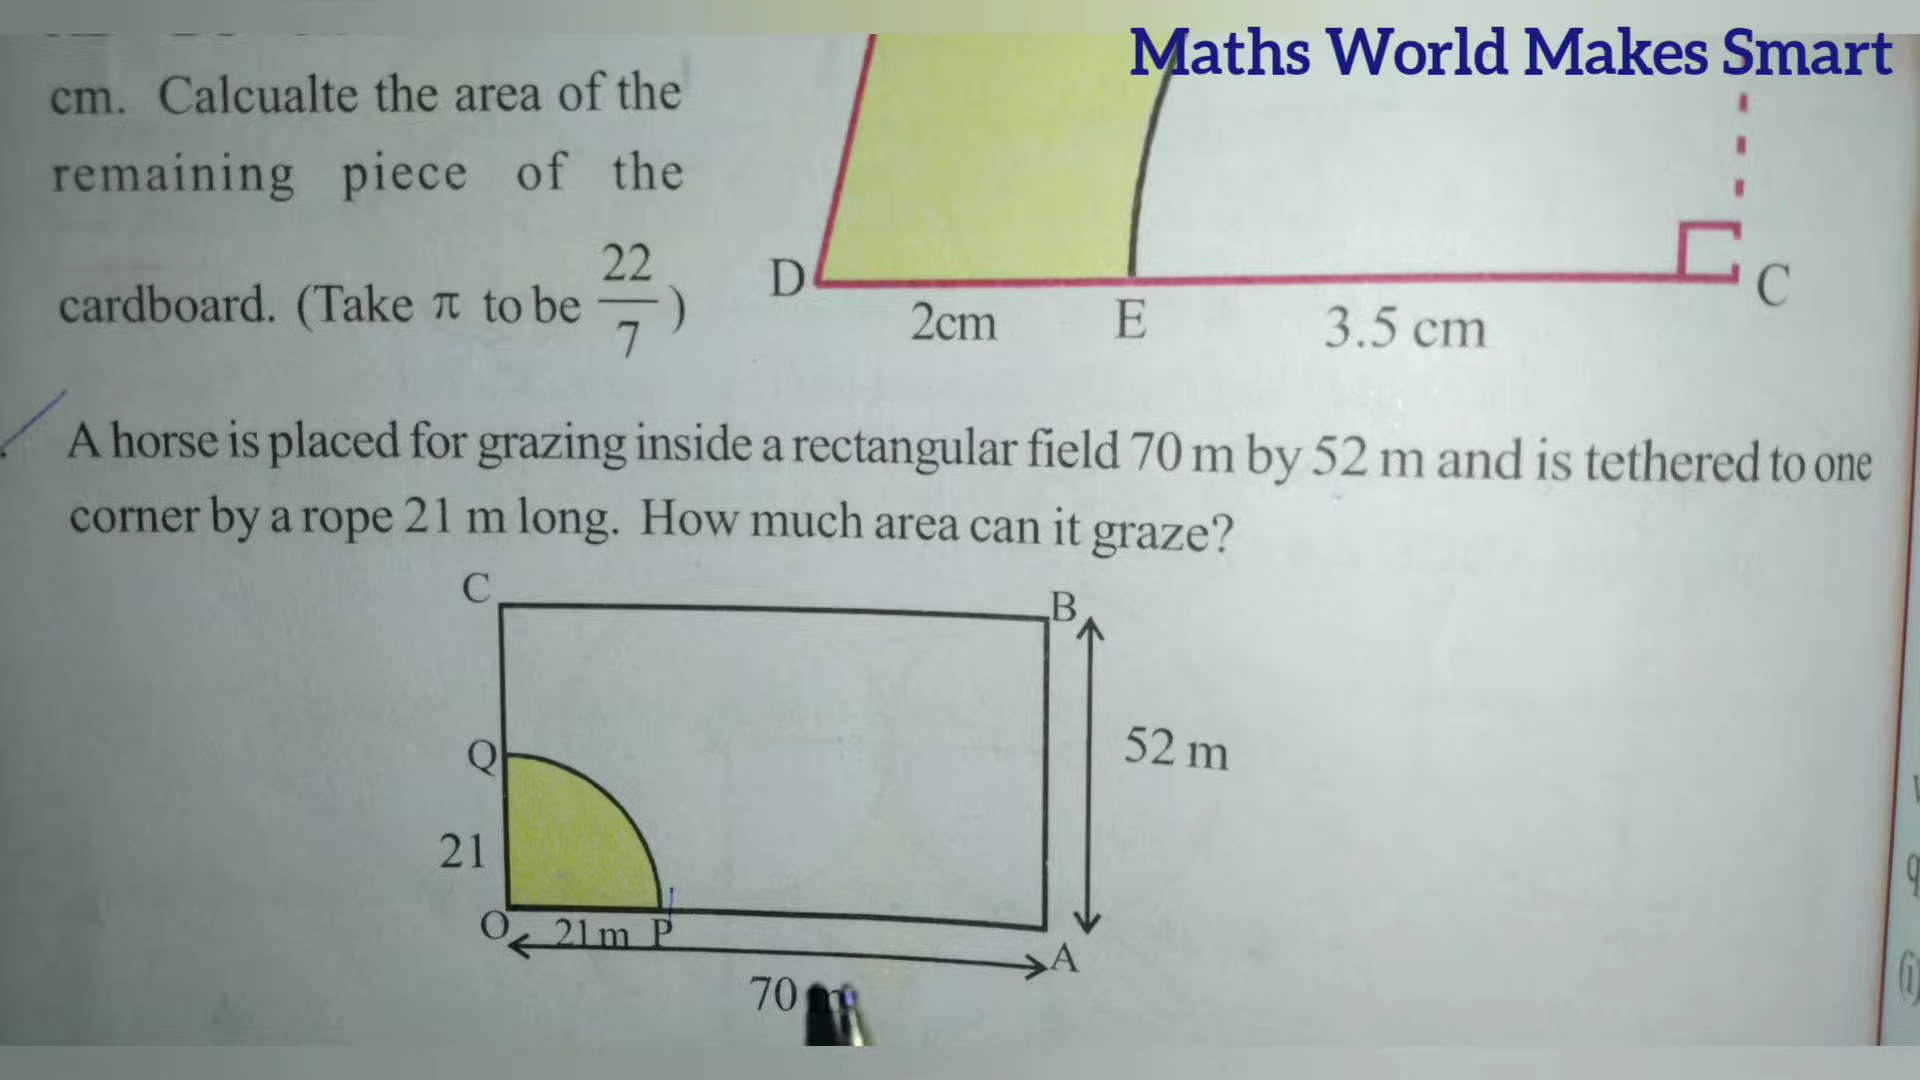 Maths World Makes Smart
cm. Calcualte the area of the
remaining piece of the
cardboard. (Take π to be 22/7)
D
2cm
E
3.5 cm
C
A horse is placed for grazing inside a rectangular field 70 m by 52 m and is tethered to one
corner by a rope 21 m long. How much area can it graze?
C
B
Q
52 m
21
O
21 m
P
A
70